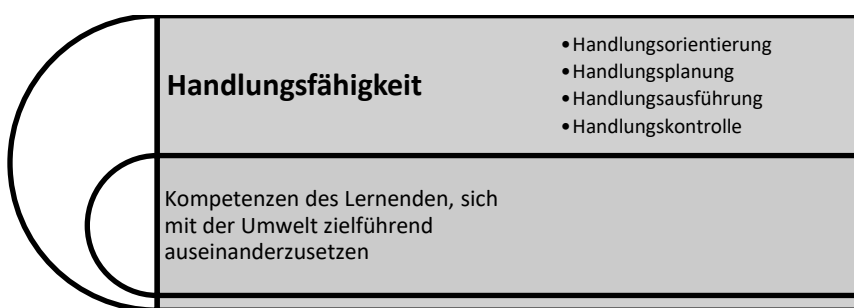 Handlungsfähigkeit
•Handlungsorientierung
•Handlungsplanung
•Handlungsausführung
•Handlungskontrolle
Kompetenzen des Lernenden, sich
mit der Umwelt zielführend
auseinanderzusetzen